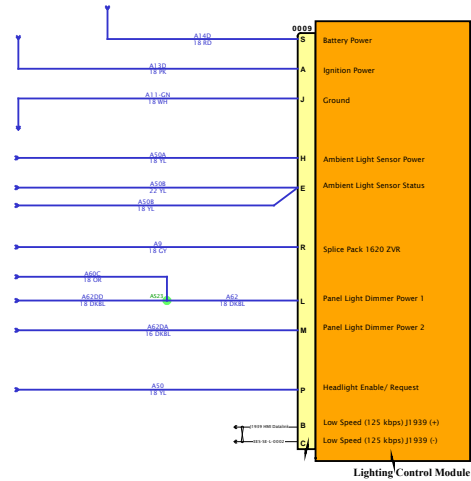 0009
A14D
18 RD
S
Battery Power
A13D
18 PK
A
Ignition Power
A11-GN
18 WH
J
Ground
A50A
18 YL
H
Ambient Light Sensor Power
A50B
22 YL
E
Ambient Light Sensor Status
A50B
18 YL
A9
18 GY
R
Splice Pack 1620 ZVR
A60C
18 OR
A62DD
18 DKBL
A523
A62
18 DKBL
L
Panel Light Dimmer Power 1
A62DA
16 DKBL
M
Panel Light Dimmer Power 2
A50
18 YL
P
Headlight Enable/ Request
J1939 HMI Datalink
B
Low Speed (125 kbps) J1939 (+)
C
Low Speed (125 kbps) J1939 (-)
Lighting Control Module